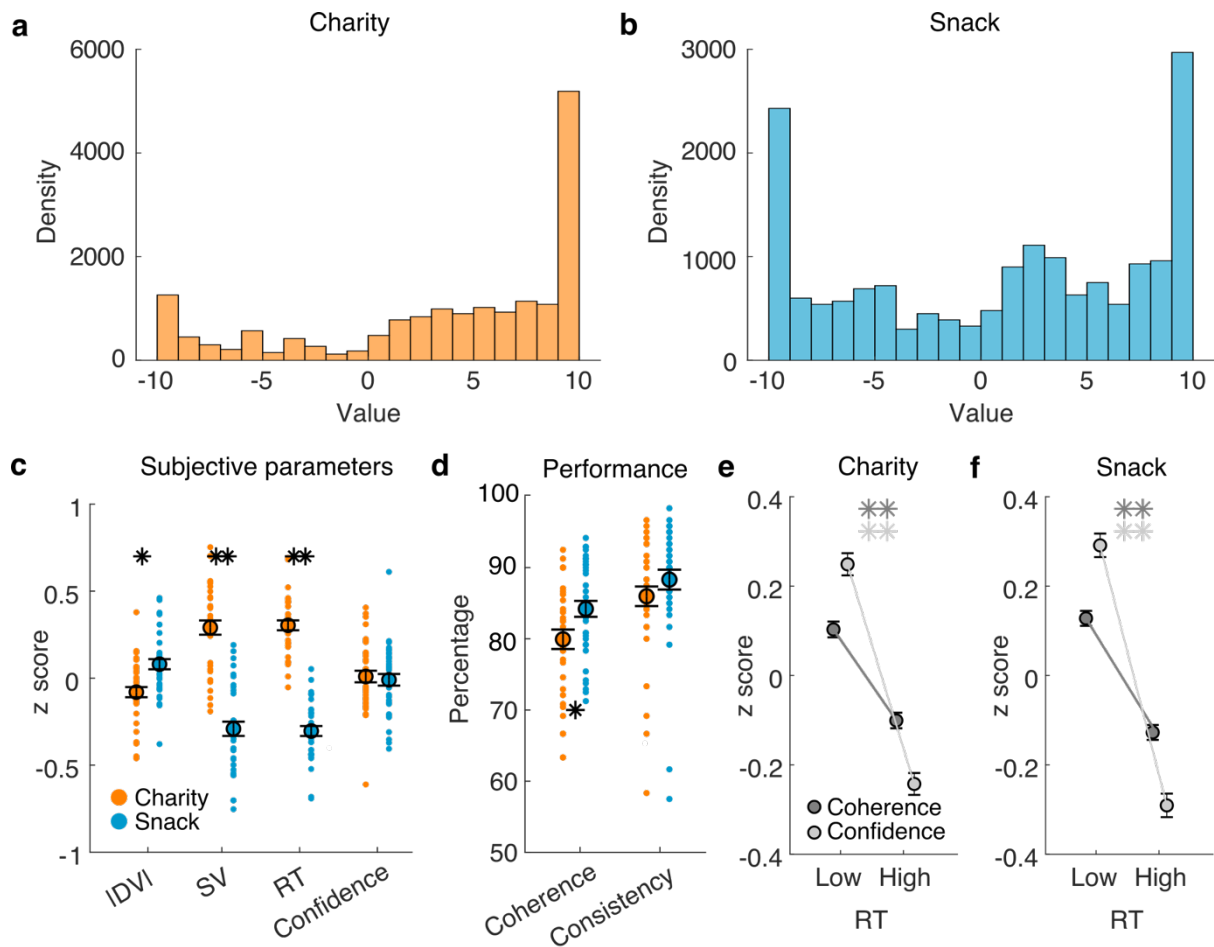 a
Charity
6000
4000
2000
0
Density
-10
-5
0
5
10
Value
b
Snack
3000
2000
1000
0
Density
-10
-5
0
5
10
Value
c
Subjective parameters
1
0.5
0
-0.5
-1
z score
Charity
Snack
|DV|
SV
RT
Confidence
d
Performance
100
90
80
70
60
50
Percentage
Coherence
Consistency
e
Charity
0.4
0.2
0
-0.2
-0.4
z score
Coherence
Confidence
Low High
RT
f
Snack
0.4
0.2
0
-0.2
-0.4
z score
Low High
RT